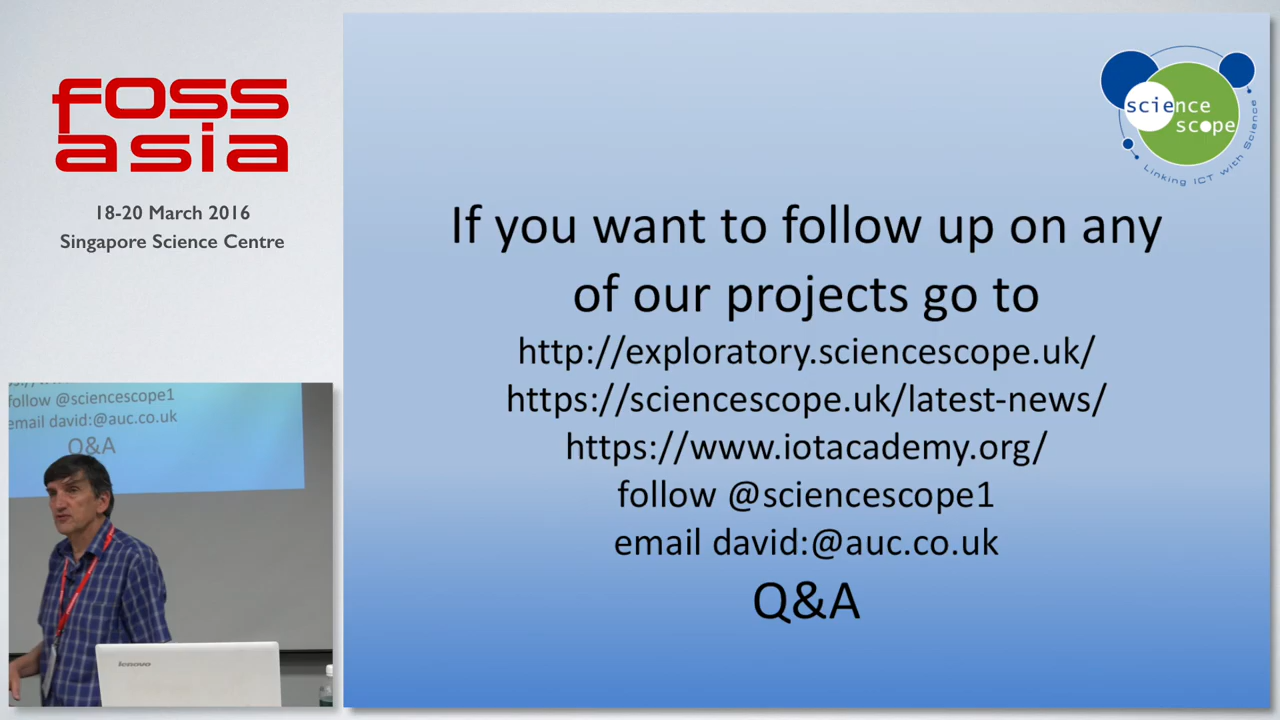 foss
asia
18-20 March 2016
Singapore Science Centre
science
scope
Linking ICT with Science
If you want to follow up on any
of our projects go to
http://exploratory.sciencescope.uk/
https://sciencescope.uk/latest-news/
https://www.iotacademy.org/
follow @sciencescope1
email david:@auc.co.uk
Q&A
follow @sciencescope1
email david:@auc.co.uk
Q&A
lenovo